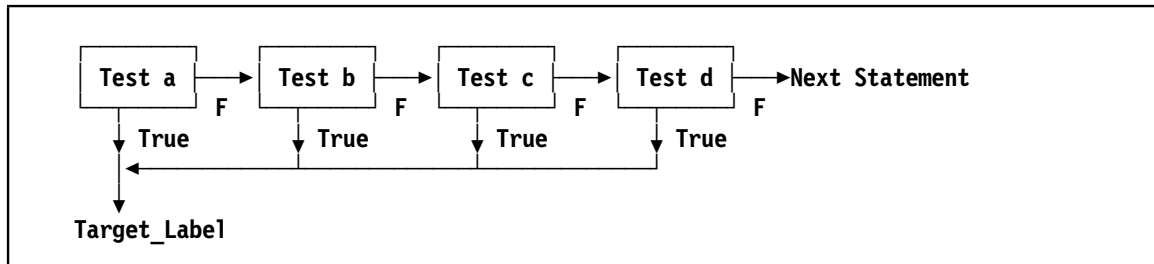 Test a Test b Test c Test d Next Statement
F F F F
True True True True
Target_Label